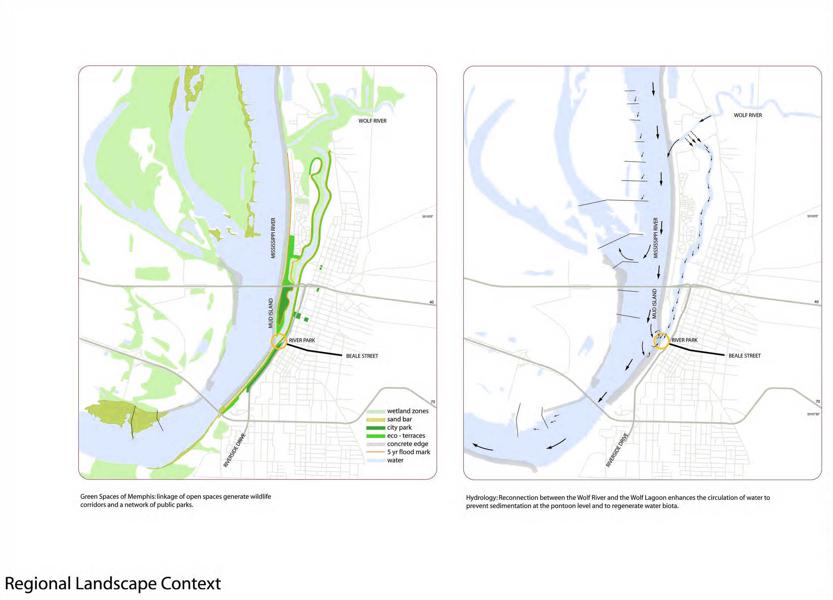 WOLF RIVER
MISSISSIPPI RIVER
MUD ISLAND
40
RIVER PARK
BEALE STREET
RIVERSIDE DRIVE
wetland zones
sand bar
city park
eco - terraces
concrete edge
5 yr flood mark
water
Green Spaces of Memphis: linkage of open spaces generate wildlife
corridors and a network of public parks.
WOLF RIVER
MISSISSIPPI RIVER
MUD ISLAND
40
RIVER PARK
BEALE STREET
RIVERSIDE DRIVE
Hydrology: Reconnection between the Wolf River and the Wolf Lagoon enhances the circulation of water to
prevent sedimentation at the pontoon level and to regenerate water biota.
Regional Landscape Context